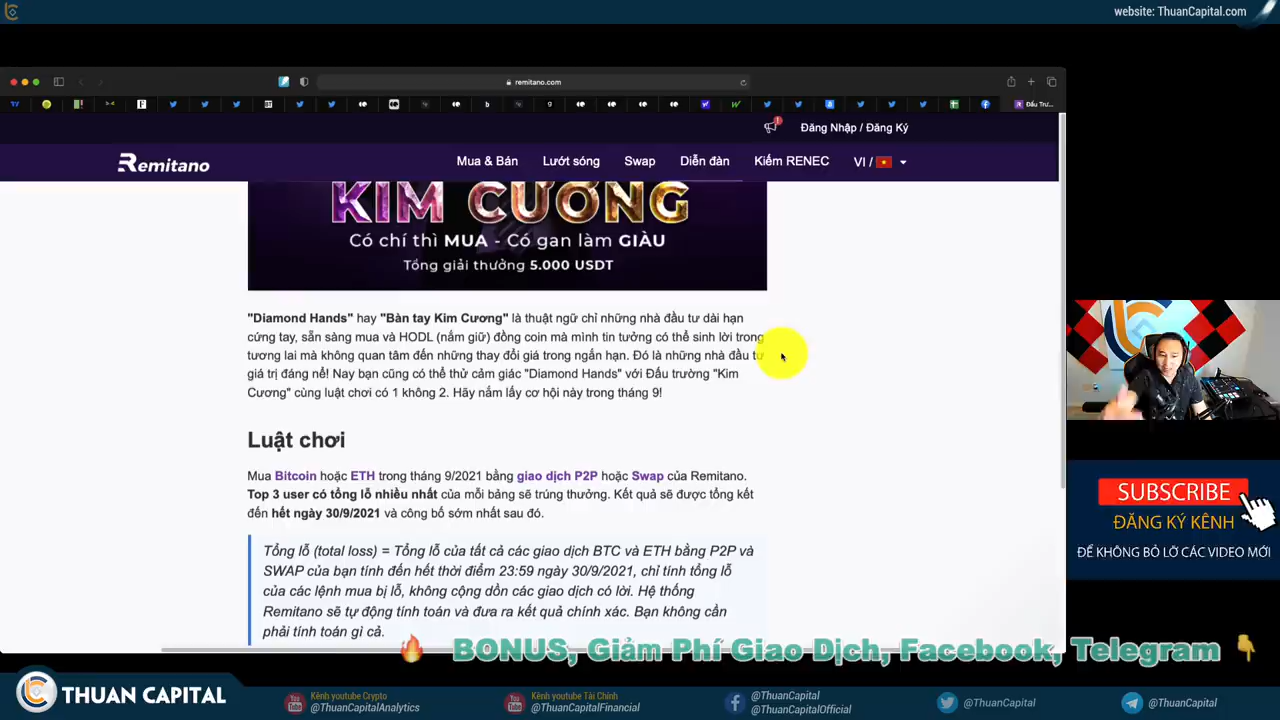 website: ThuanCapital.com
remitano.com
Đấu Trư...
Đăng Nhập / Đăng Ký
Remitano
Mua & Bán
Lướt sóng
Swap
Diễn đàn
Kiếm RENEC
VI /
KIM CƯƠNG
Có chí thì MUA - Có gan làm GIÀU
Tổng giải thưởng 5.000 USDT
"Diamond Hands" hay "Bàn tay Kim Cương" là thuật ngữ chỉ những nhà đầu tư dài hạn
cứng tay, sẵn sàng mua và HODL (nắm giữ) đồng coin mà mình tin tưởng có thể sinh lời trong
tương lai mà không quan tâm đến những thay đổi giá trong ngắn hạn. Đó là những nhà đầu tư
giá trị đáng nể! Nay bạn cũng có thể thử cảm giác "Diamond Hands" với Đấu trường "Kim
Cương" cùng luật chơi có 1 không 2. Hãy nắm lấy cơ hội này trong tháng 9!
Luật chơi
Mua Bitcoin hoặc ETH trong tháng 9/2021 bằng giao dịch P2P hoặc Swap của Remitano.
Top 3 user có tổng lỗ nhiều nhất của mỗi bảng sẽ trúng thưởng. Kết quả sẽ được tổng kết
đến hết ngày 30/9/2021 và công bố sớm nhất sau đó.
Tổng lỗ (total loss) = Tổng lỗ của tất cả các giao dịch BTC và ETH bằng P2P và
SWAP của bạn tính đến hết thời điểm 23:59 ngày 30/9/2021, chỉ tính tổng lỗ
của các lệnh mua bị lỗ, không cộng dồn các giao dịch có lời. Hệ thống
Remitano sẽ tự động tính toán và đưa ra kết quả chính xác. Bạn không cần
phải tính toán gì cả.
SUBSCRIBE
ĐĂNG KÝ KÊNH
ĐỂ KHÔNG BỎ LỠ CÁC VIDEO MỚI
BONUS, Giảm Phí Giao Dịch, Facebook, Telegram
THUAN CAPITAL
Kênh youtube Crypto
@ThuanCapitalAnalytics
Kênh youtube Tài Chính
@ThuanCapitalFinancial
@ThuanCapital
@ThuanCapitalOfficial
@ThuanCapital
@ThuanCapital